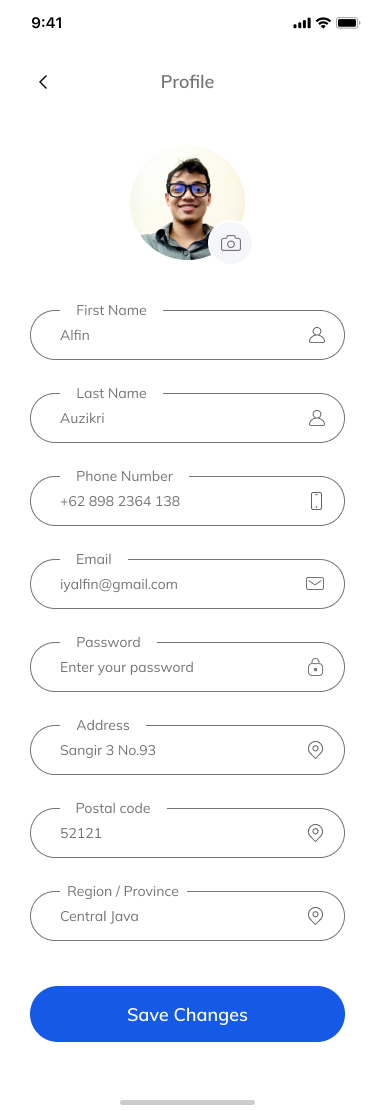 9:41
Profile
First Name
Alfin
Last Name
Auzikri
Phone Number
+62 898 2364 138
Email
iyalfin@gmail.com
Password
Enter your password
Address
Sangir 3 No.93
Postal code
52121
Region / Province
Central Java
Save Changes